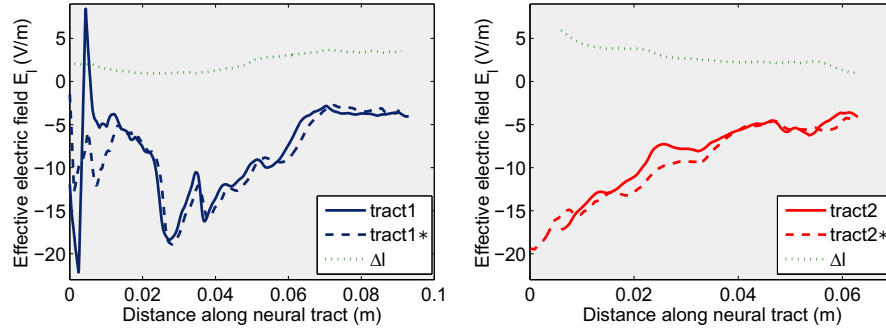 Effective electric field E_l (V/m)
5
0
−5
−10
−15
−20
0
0.02
0.04
0.06
0.08
0.1
Distance along neural tract (m)
tract1
tract1*
Δl
Effective electric field E_l (V/m)
5
0
−5
−10
−15
−20
0
0.02
0.04
0.06
Distance along neural tract (m)
tract2
tract2*
Δl